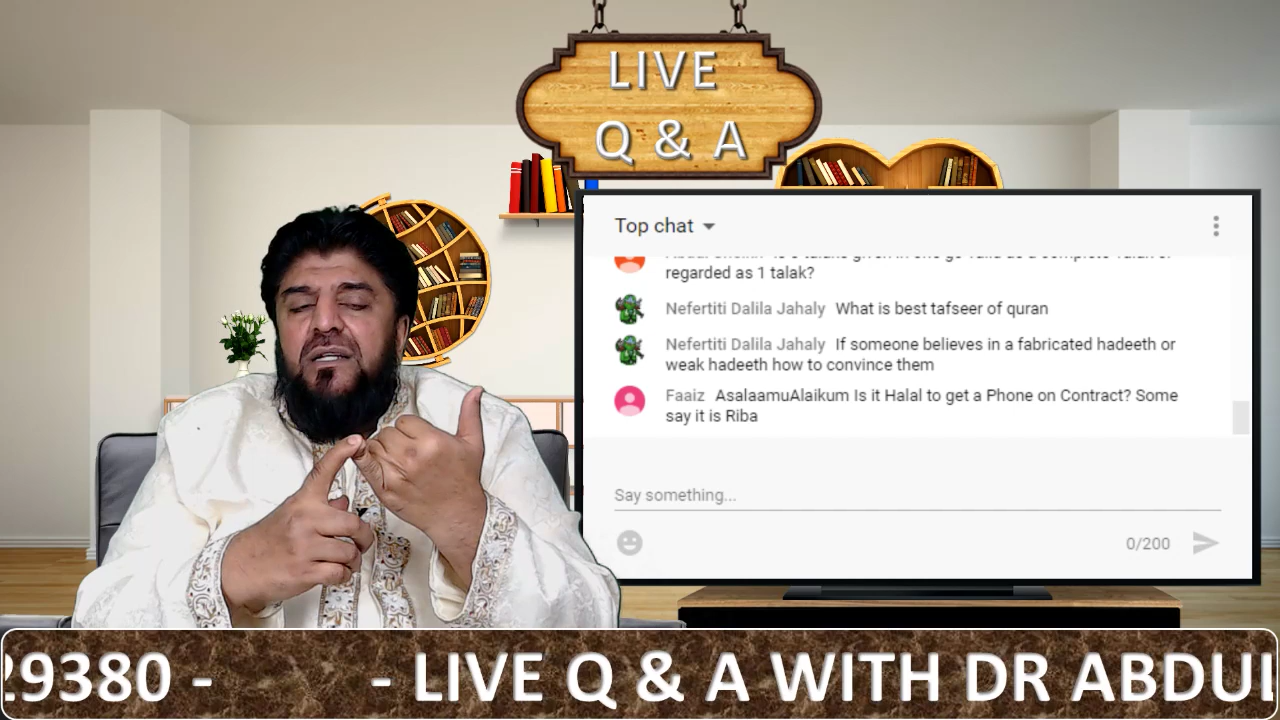 LIVE
Q & A
Top chat
regarded as 1 talak?
Nefertiti Dalila Jahaly What is best tafseer of quran
Nefertiti Dalila Jahaly If someone believes in a fabricated hadeeth or
weak hadeeth how to convince them
Faaiz AsalaamuAlaikum Is it Halal to get a Phone on Contract? Some
say it is Riba
Say something...
0/200
29380 - - LIVE Q & A WITH DR ABDUL